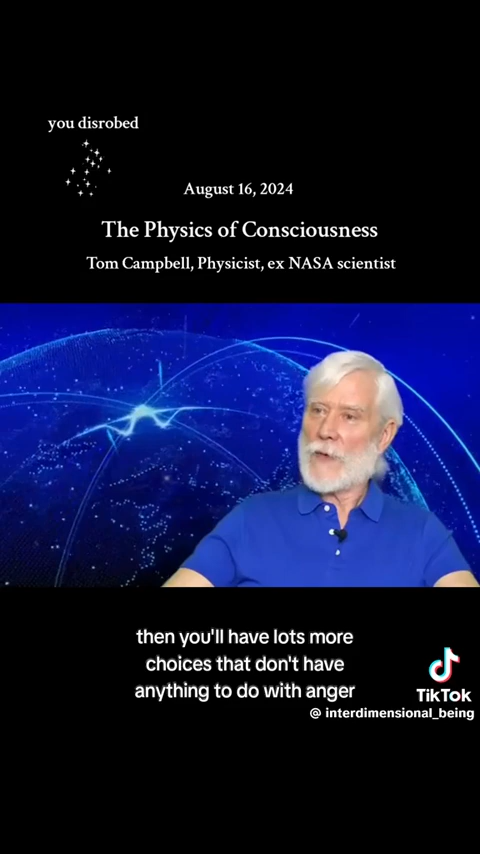 you disrobed
August 16, 2024
The Physics of Consciousness
Tom Campbell, Physicist, ex NASA scientist
then you'll have lots more
choices that don't have
anything to do with anger
TikTok
@ interdimensional_being